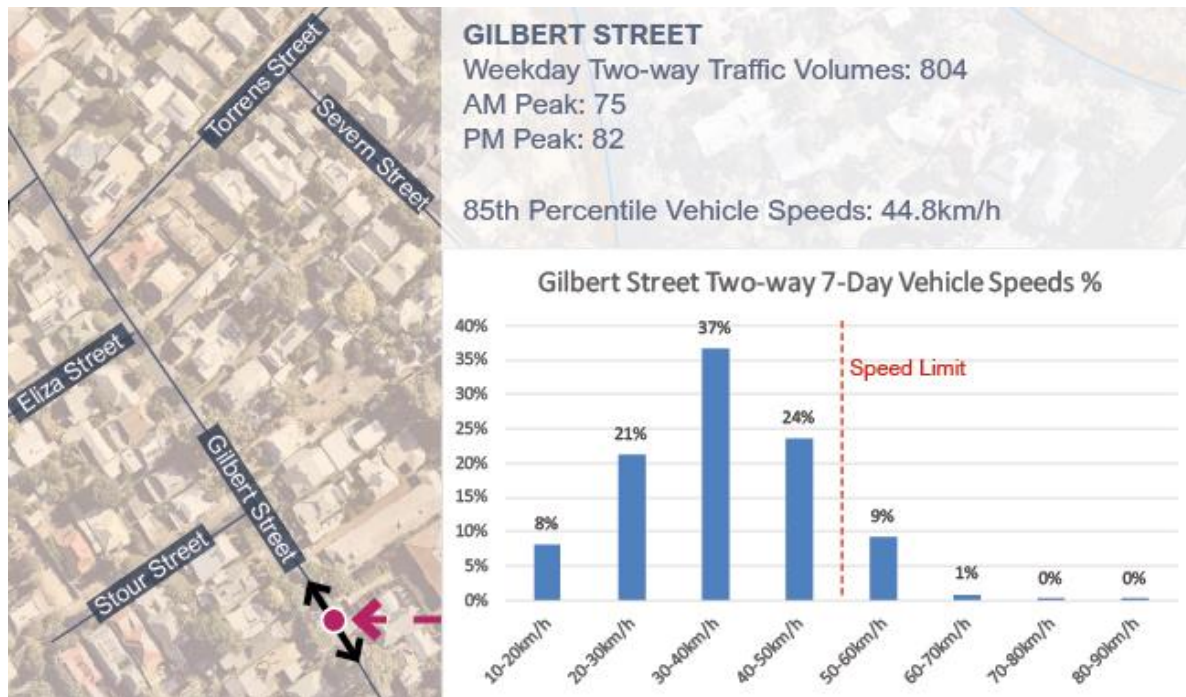 GILBERT STREET
Weekday Two-way Traffic Volumes: 804
AM Peak: 75
PM Peak: 82
85th Percentile Vehicle Speeds: 44.8km/h
Torrens Street
Severn Street
Eliza Street
Gilbert Street
Stour Street
Gilbert Street Two-way 7-Day Vehicle Speeds %
40%
35%
30%
25%
20%
15%
10%
5%
0%
8%
21%
37%
24%
9%
1%
0%
0%
Speed Limit
10-20km/h
20-30km/h
30-40km/h
40-50km/h
50-60km/h
60-70km/h
70-80km/h
80-90km/h